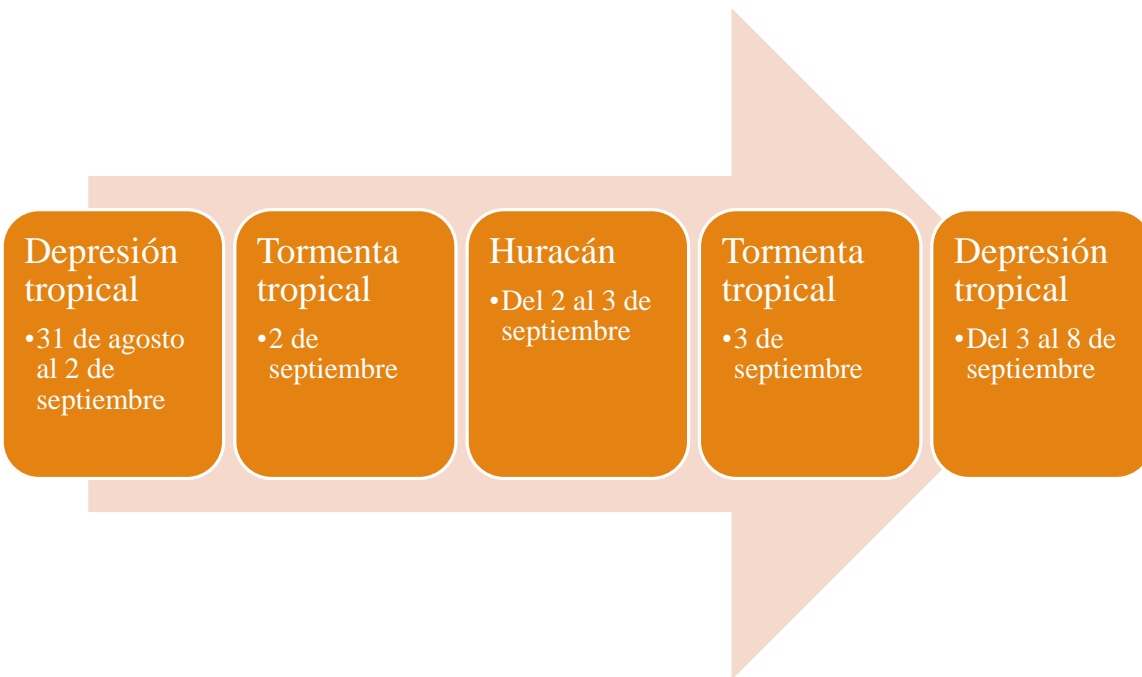 Depresión
tropical
•31 de agosto
al 2 de
septiembre
Tormenta
tropical
•2 de
septiembre
Huracán
•Del 2 al 3 de
septiembre
Tormenta
tropical
•3 de
septiembre
Depresión
tropical
•Del 3 al 8 de
septiembre